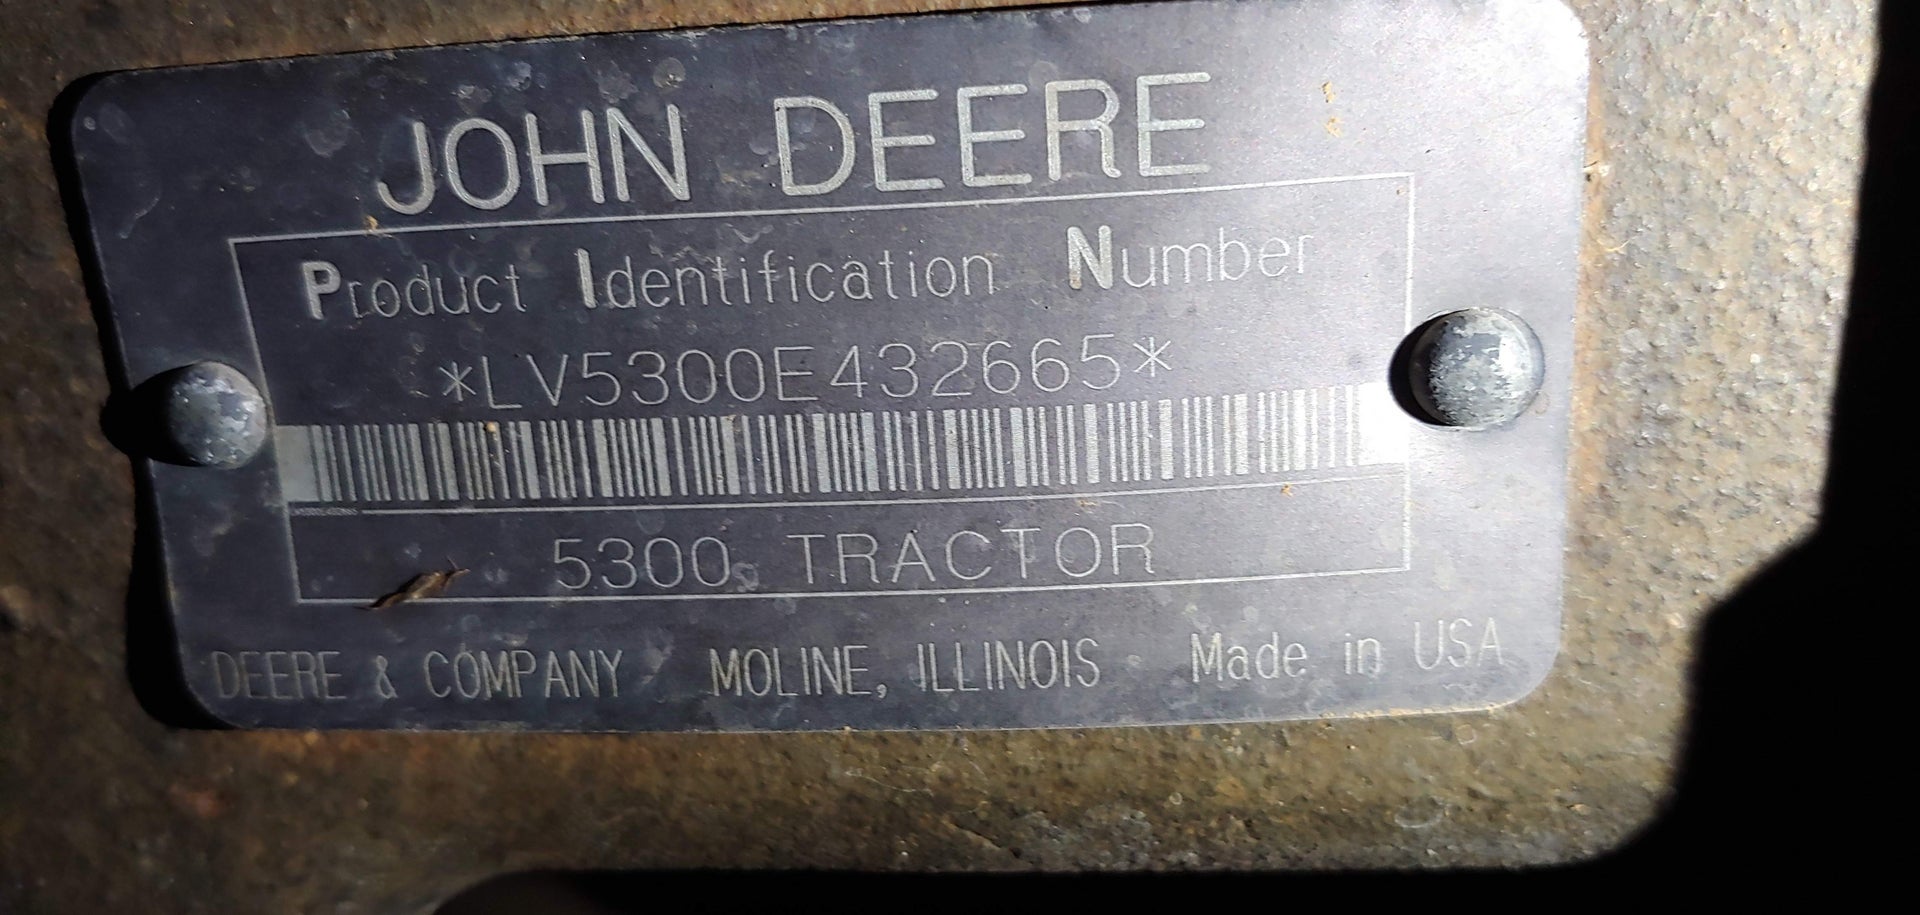 JOHN DEERE
Product Identification Number
*LV5300E432665*
5300 TRACTOR
DEERE & COMPANY MOLINE, ILLINOIS Made in USA